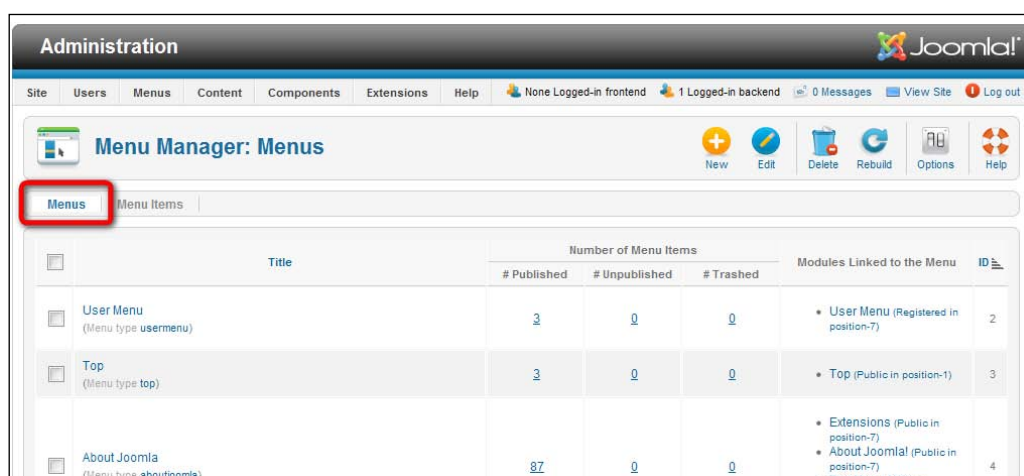 Administration
Joomla!
Site Users Menus Content Components Extensions Help None Logged-in frontend 1 Logged-in backend 0 Messages View Site Log out
Menu Manager: Menus
New Edit Delete Rebuild Options Help
Menus Menu Items
Title
Number of Menu Items
# Published # Unpublished # Trashed
Modules Linked to the Menu
ID
User Menu
(Menu type usermenu)
3 0 0
User Menu (Registered in
position-7)
2
Top
(Menu type top)
3 0 0
Top (Public in position-1)
3
About Joomla
(Menu type aboutjoomla)
87 0 0
Extensions (Public in
position-7)
About Joomla! (Public in
position-7)
4